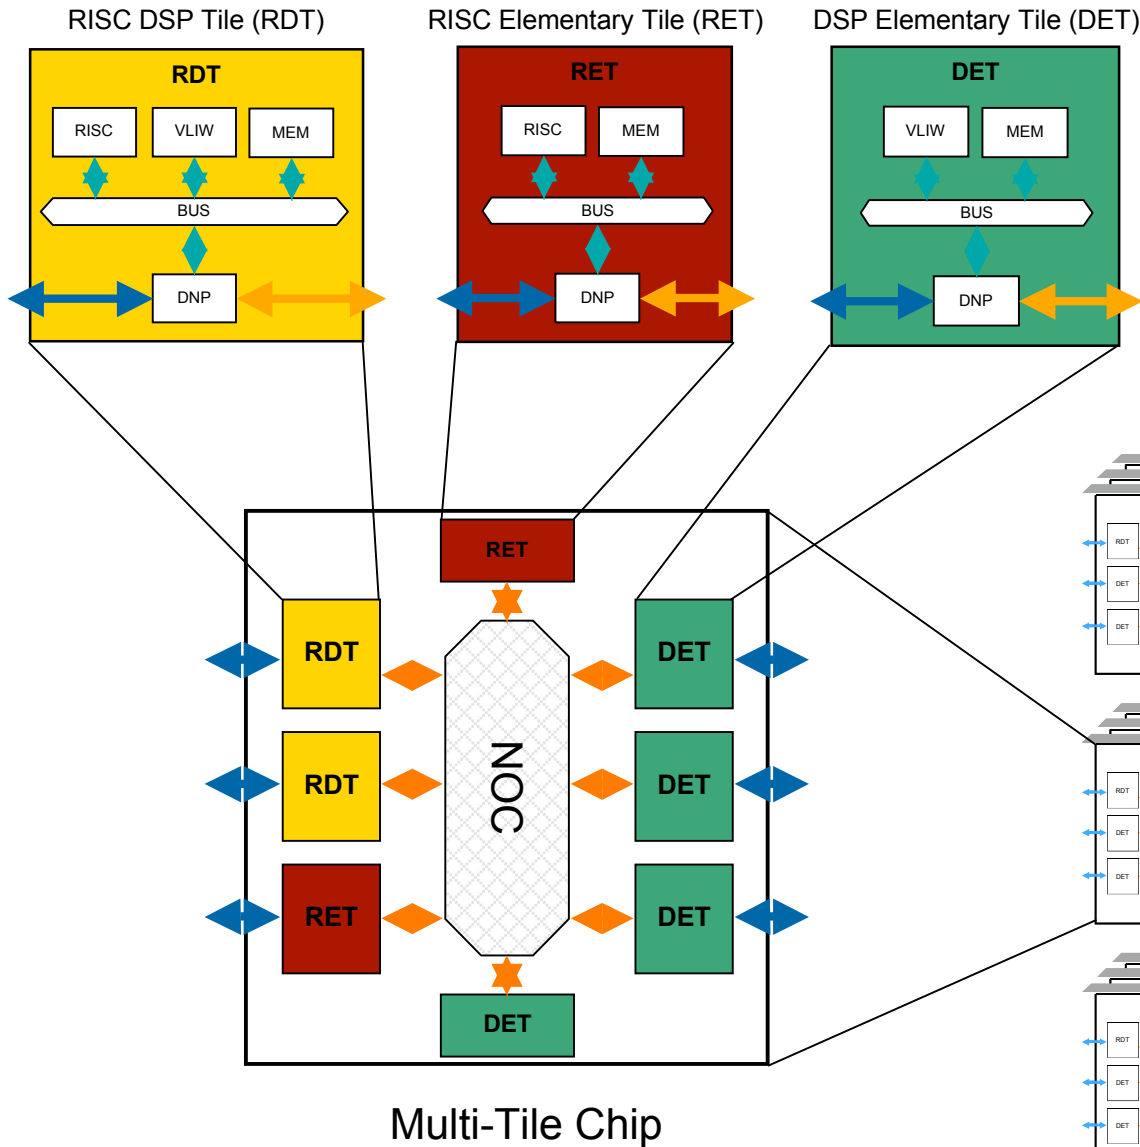 RISC DSP Tile (RDT)
RISC Elementary Tile (RET)
DSP Elementary Tile (DET)
RDT
RISC
VLIW
MEM
BUS
DNP
RET
RISC
MEM
BUS
DNP
DET
VLIW
MEM
BUS
DNP
RET
RDT
DET
RDT
NOC
DET
RET
DET
DET
Multi-Tile Chip
RDT
DET
DET
RDT
DET
DET
RDT
DET
DET